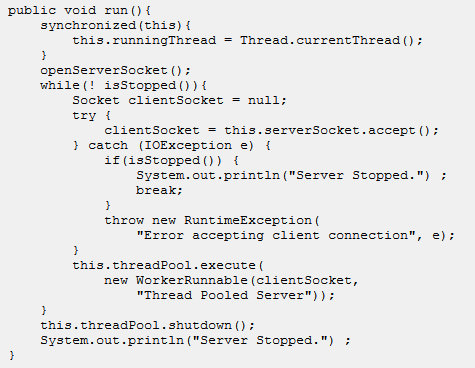 public void run(){
    synchronized(this){
        this.runningThread = Thread.currentThread();
    }
    openServerSocket();
    while(! isStopped()){
        Socket clientSocket = null;
        try {
            clientSocket = this.serverSocket.accept();
        } catch (IOException e) {
            if(isStopped()) {
                System.out.println("Server Stopped.") ;
                break;
            }
            throw new RuntimeException(
                "Error accepting client connection", e);
        }
        this.threadPool.execute(
            new WorkerRunnable(clientSocket,
                "Thread Pooled Server"));
    }
    this.threadPool.shutdown();
    System.out.println("Server Stopped.") ;
}